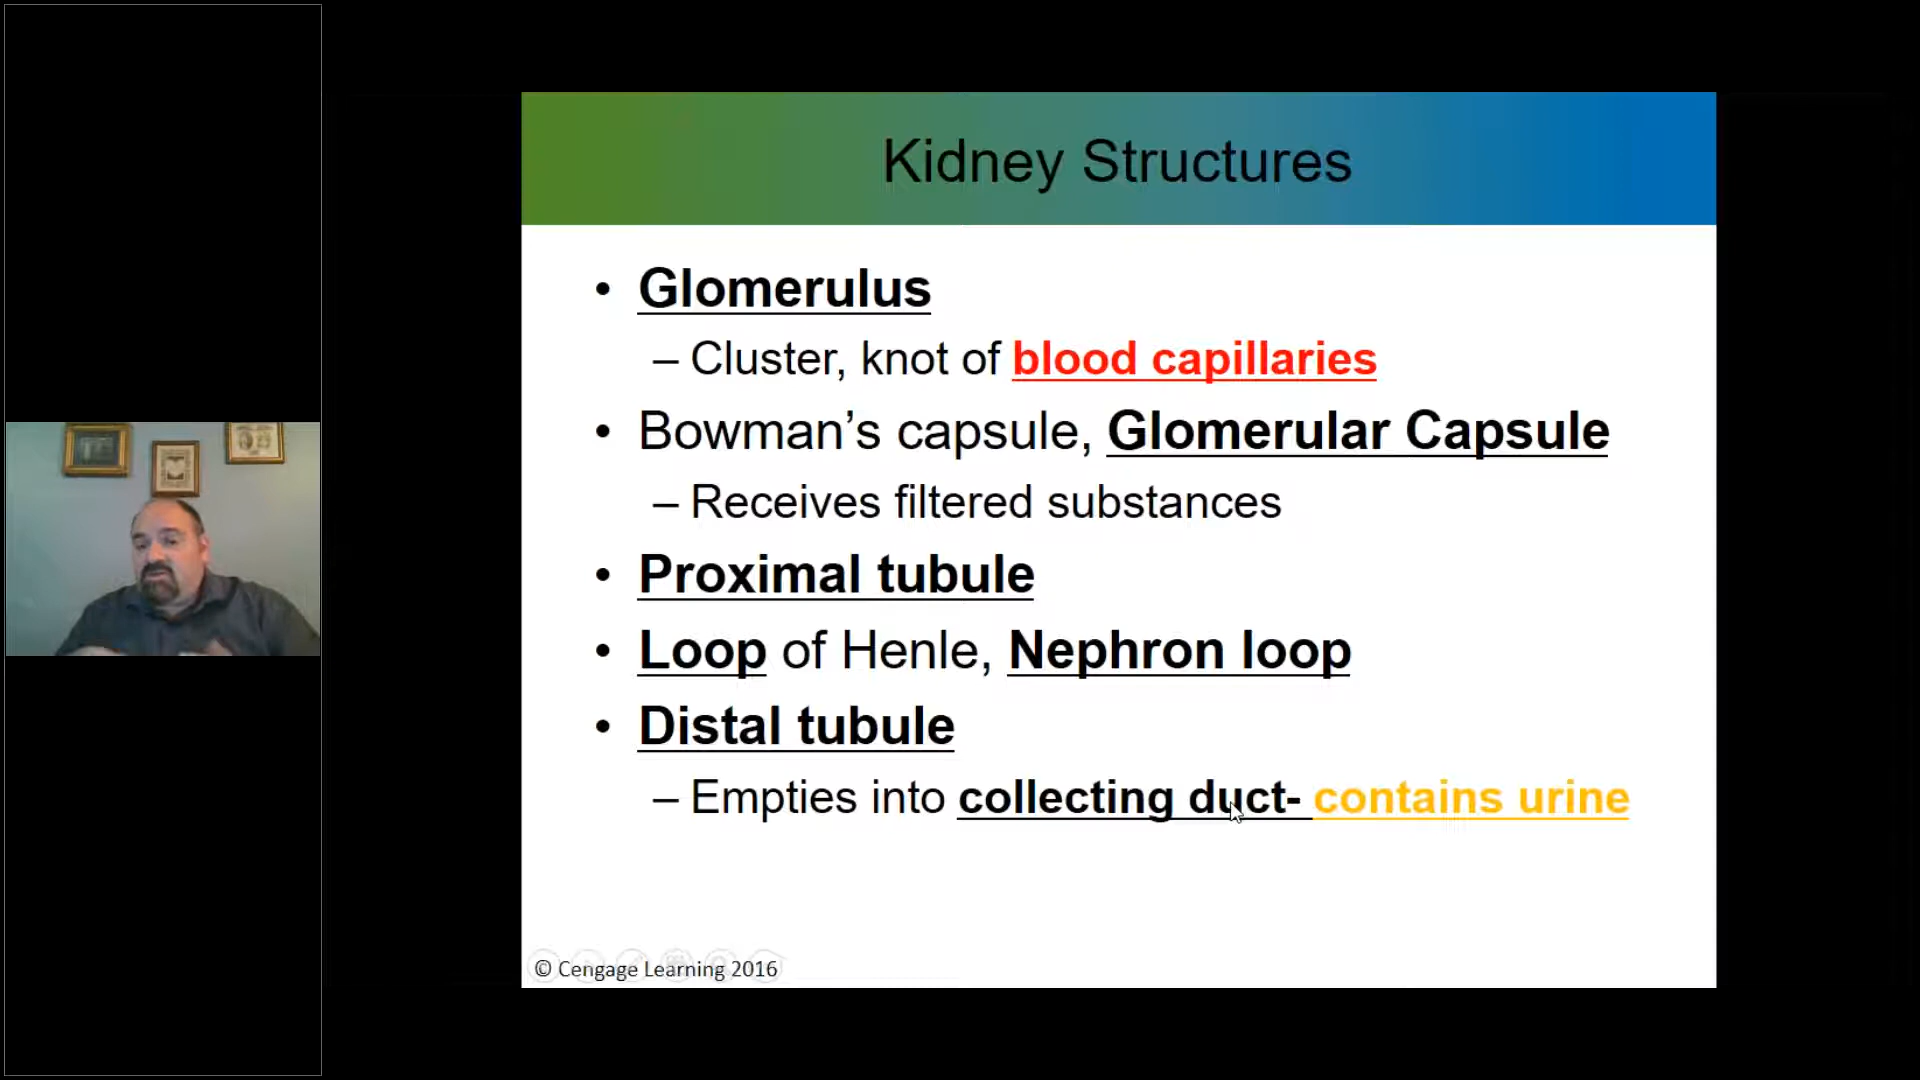 Kidney Structures
• Glomerulus
– Cluster, knot of blood capillaries
• Bowman’s capsule, Glomerular Capsule
– Receives filtered substances
• Proximal tubule
• Loop of Henle, Nephron loop
• Distal tubule
– Empties into collecting duct- contains urine
© Cengage Learning 2016